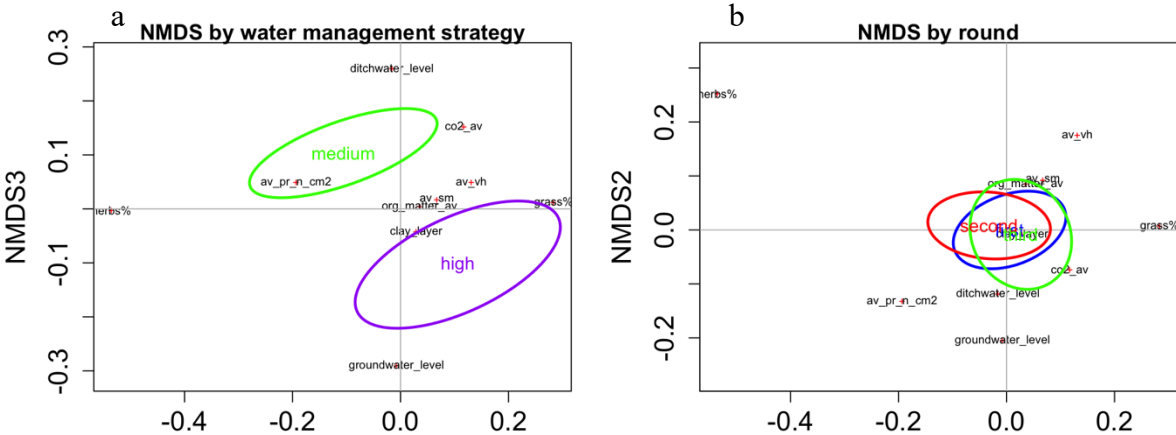 a
NMDS by water management strategy
NMDS3
0.3
0.1
-0.1
-0.3
ditchwater_level
co2_av
medium
av_pr_n_cm2
av_vh
av_sm
org_matter_av
grass%
herbs%
clay_layer
high
groundwater_level
-0.4
-0.2
0.0
0.2
b
NMDS by round
NMDS2
0.2
0.0
-0.2
herbs%
av_vh
av_sm
org_matter_av
second
grass%
co2_av
ditchwater_level
av_pr_n_cm2
groundwater_level
-0.4
-0.2
0.0
0.2